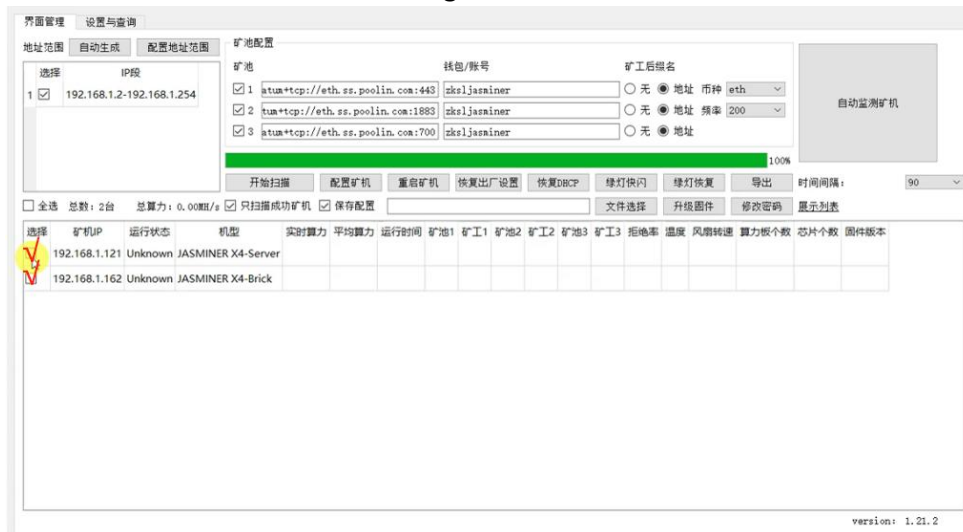 界面管理 设置与查询
地址范围 自动生成 配置地址范围
选择 IP段
1 192.168.1.2-192.168.1.254
矿池配置
矿池 钱包/账号 矿工后缀名
1 atum+tcp://eth.ss.poolin.com:443 zksljasminer 无 地址 币种 eth
2 tum+tcp://eth.ss.poolin.com:1883 zksljasminer 无 地址 频率 200
3 atum+tcp://eth.ss.poolin.com:700 zksljasminer 无 地址
自动监测矿机
100%
开始扫描 配置矿机 重启矿机 恢复出厂设置 恢复DHCP 绿灯快闪 绿灯恢复 导出 时间间隔: 90
全选 总数: 2台 总算力: 0.00MH/s 只扫描成功矿机 保存配置 文件选择 升级固件 修改密码 展示列表
选择 矿机IP 运行状态 机型 实时算力 平均算力 运行时间 矿池1 矿工1 矿池2 矿工2 矿池3 矿工3 拒绝率 温度 风扇转速 算力板个数 芯片个数 固件版本
192.168.1.121 Unknown JASMINER X4-Server
192.168.1.162 Unknown JASMINER X4-Brick
version: 1.21.2